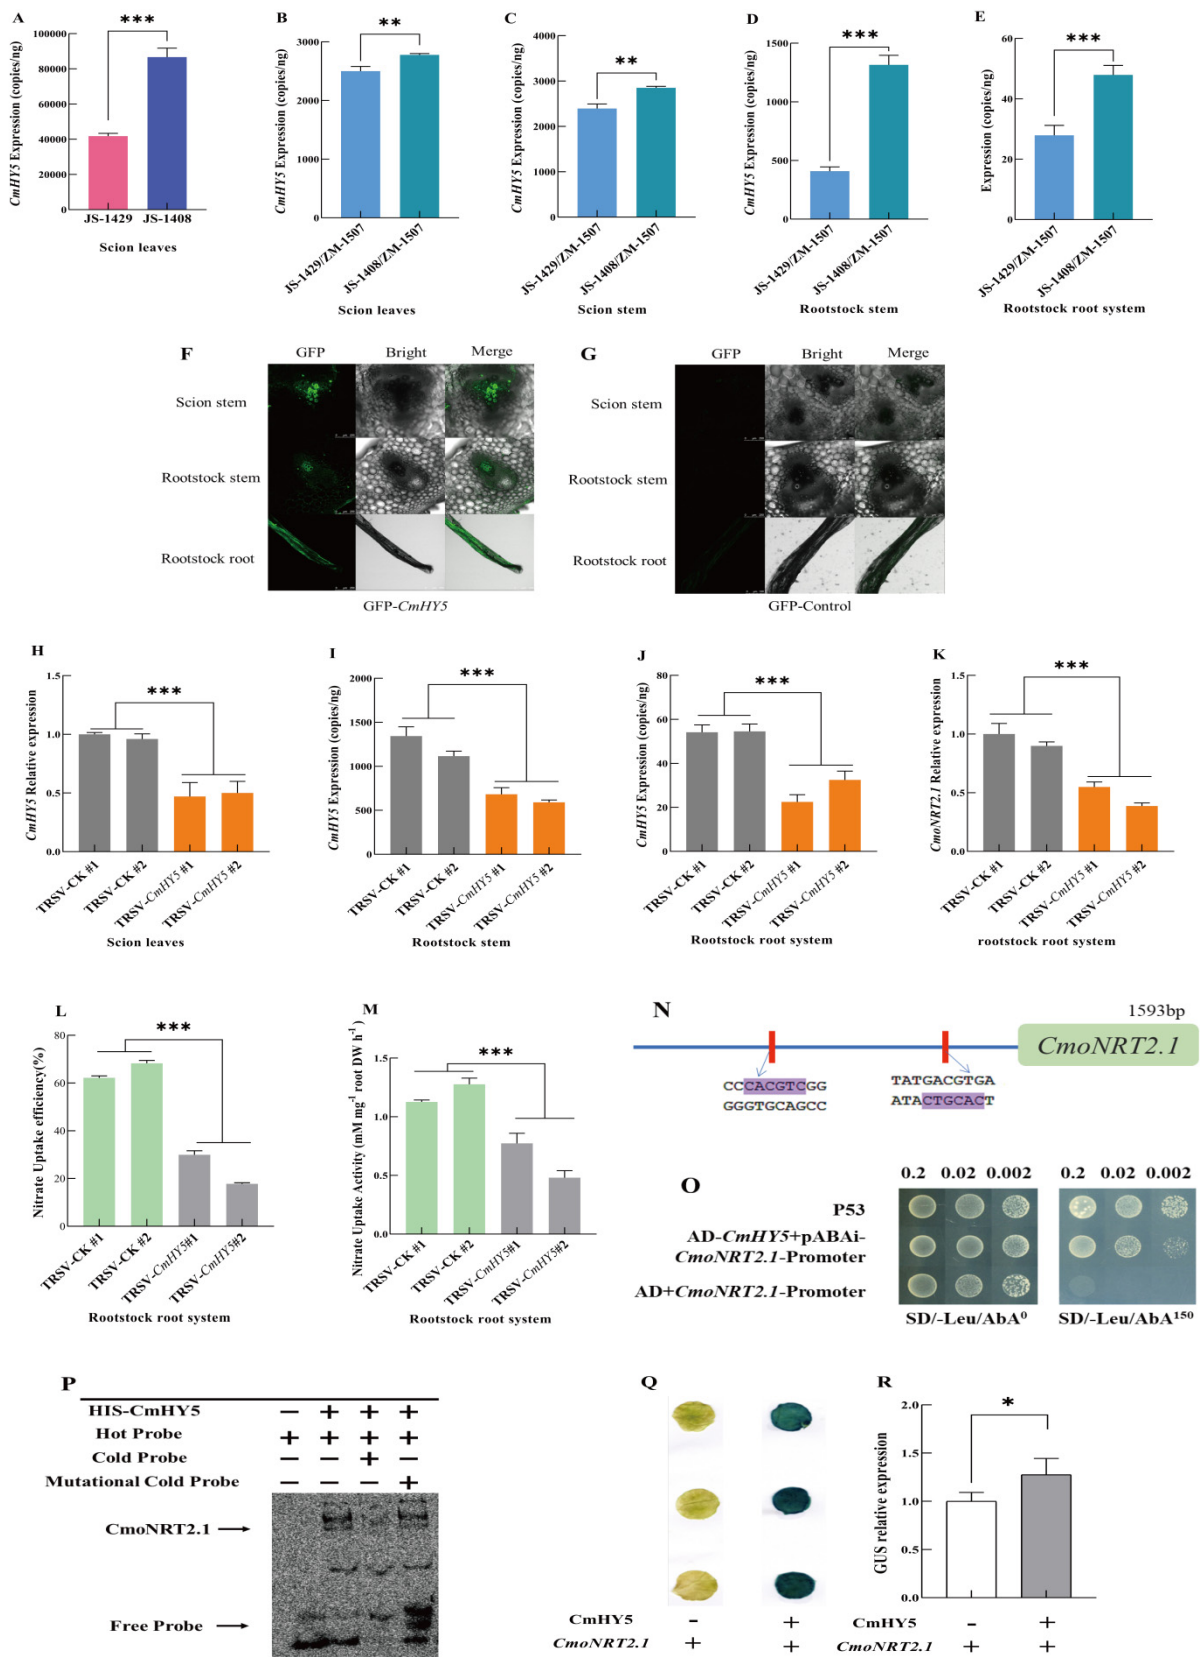 A
CmHY5 Expression (copies/ng)
100000
80000
60000
40000
20000
0
***
JS-1429 JS-1408
Scion leaves
B
CmHY5 Expression (copies/ng)
3000
2000
1000
0
**
JS-1429/ZM-1507
JS-1408/ZM-1507
Scion leaves
C
CmHY5 Expression (copies/ng)
4000
3000
2000
1000
0
**
JS-1429/ZM-1507
JS-1408/ZM-1507
Scion stem
D
CmHY5 Expression (copies/ng)
1500
1000
500
0
***
JS-1429/ZM-1507
JS-1408/ZM-1507
Rootstock stem
E
Expression (copies/ng)
60
40
20
0
***
JS-1429/ZM-1507
JS-1408/ZM-1507
Rootstock root system
F
GFP Bright Merge
Scion stem
Rootstock stem
Rootstock root
GFP-CmHY5
G
GFP Bright Merge
Scion stem
Rootstock stem
Rootstock root
GFP-Control
H
CmHY5 Relative expression
1.5
1.0
0.5
0.0
***
TRSV-CK #1
TRSV-CK #2
TRSV-CmHY5 #1
TRSV-CmHY5 #2
Scion leaves
I
CmHY5 Expression (copies/ng)
2000
1500
1000
500
0
***
TRSV-CK #1
TRSV-CK #2
TRSV-CmHY5 #1
TRSV-CmHY5 #2
Rootstock stem
J
CmHY5 Expression (copies/ng)
80
60
40
20
0
***
TRSV-CK #1
TRSV-CK #2
TRSV-CmHY5 #1
TRSV-CmHY5 #2
Rootstock root system
K
CmoNRT2.1 Relative expression
1.5
1.0
0.5
0.0
***
TRSV-CK #1
TRSV-CK #2
TRSV-CmHY5 #1
TRSV-CmHY5 #2
rootstock root system
L
Nitrate Uptake efficiency(%)
80
60
40
20
0
***
TRSV-CK #1
TRSV-CK #2
TRSV-CmHY5#1
TRSV-CmHY5#2
Rootstock root system
M
Nitrate Uptake Activity (mM mg-1 root DW h-1 )
1.5
1.0
0.5
0.0
***
TRSV-CK #1
TRSV-CK #2
TRSV-CmHY5#1
TRSV-CmHY5#2
Rootstock root system
N
1593bp
CmoNRT2.1
CCCACGTCGG
GGGTGCAGCC
TATGACGTGA
ATACTGCACT
O
0.2 0.02 0.002 0.2 0.02 0.002
P53
AD-CmHY5+pABAi-
CmoNRT2.1-Promoter
AD+CmoNRT2.1-Promoter
SD/-Leu/AbA0 SD/-Leu/AbA150
P
HIS-CmHY5 − + + +
Hot Probe + + + +
Cold Probe − − + −
Mutational Cold Probe − − − +
CmoNRT2.1
Free Probe
Q
CmHY5 - +
CmoNRT2.1 + +
R
GUS relative expression
2.0
1.5
1.0
0.5
0.0
*
CmHY5 - +
CmoNRT2.1 + +